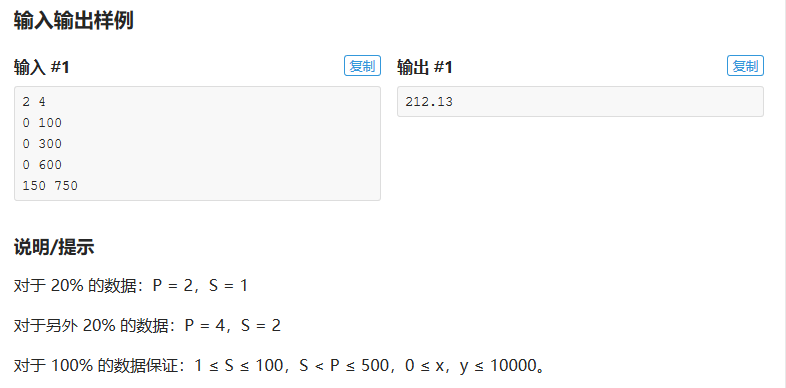 输入输出样例
输入 #1
复制
2 4
0 100
0 300
0 600
150 750
输出 #1
复制
212.13
说明/提示
对于 20% 的数据：P = 2，S = 1
对于另外 20% 的数据：P = 4，S = 2
对于 100% 的数据保证：1 ≤ S ≤ 100，S < P ≤ 500，0 ≤ x，y ≤ 10000。